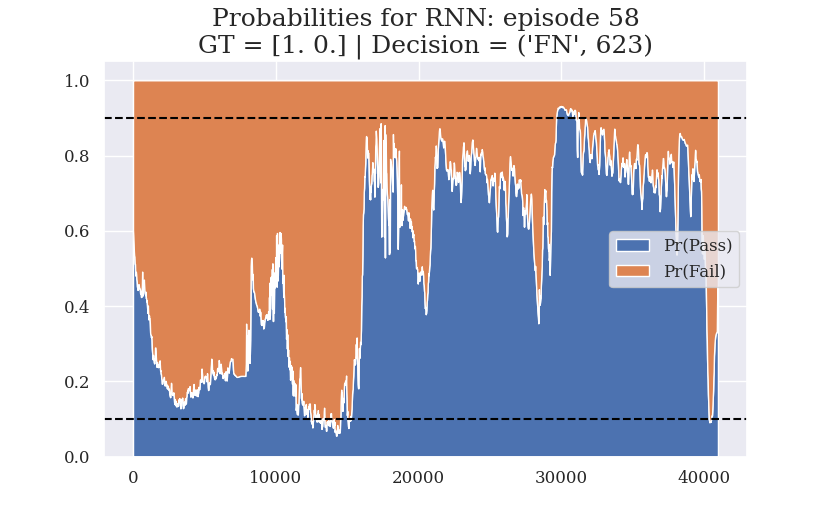 Probabilities for RNN: episode 58
GT = [1. 0.] | Decision = ('FN', 623)
1.0
0.8
0.6
0.4
0.2
0.0
Pr(Pass)
Pr(Fail)
0
10000
20000
30000
40000